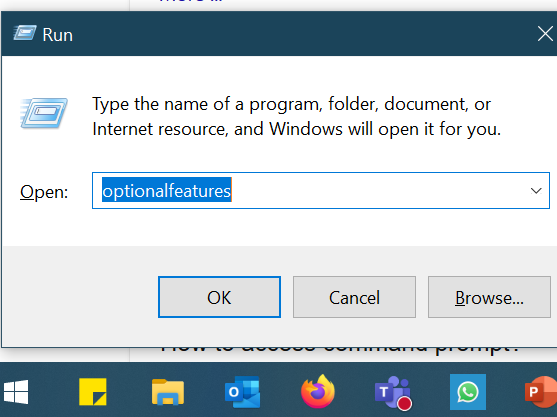 more ...
Run
Type the name of a program, folder, document, or
Internet resource, and Windows will open it for you.
Open: optionalfeatures
OK Cancel Browse...
How to access command prompt?